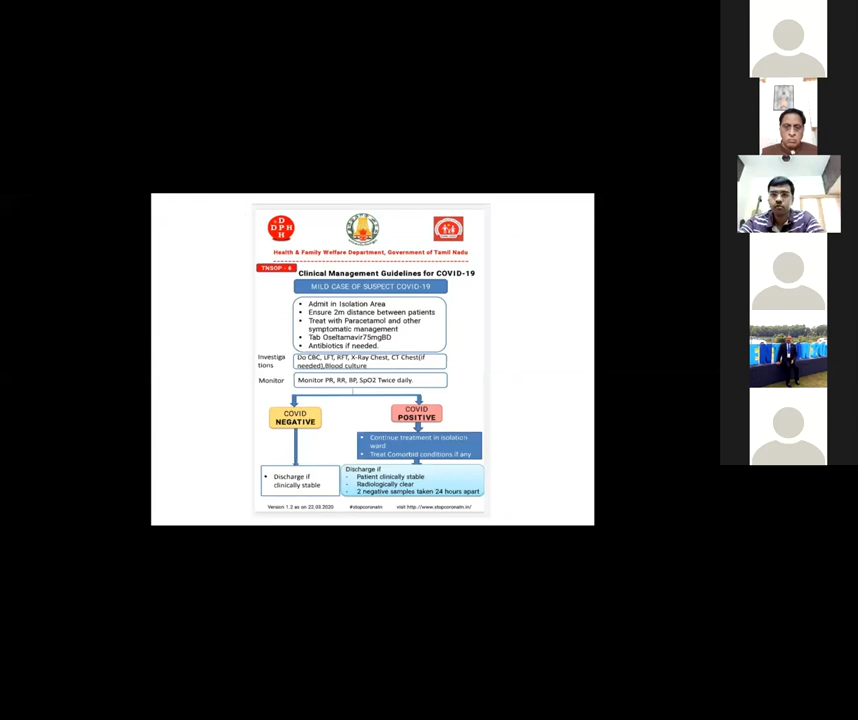 D
D P H
H
Health & Family Welfare Department, Government of Tamil Nadu
TNSOP - 6
Clinical Management Guidelines for COVID-19
MILD CASE OF SUSPECT COVID-19
• Admit in Isolation Area
• Ensure 2m distance between patients
• Treat with Paracetamol and other
symptomatic management
• Tab Oseltarnavir75mgBD
• Antibiotics if needed.
Investiga
tions
Do CBC, LFT, RFT, X-Ray Chest, CT Chest(if
needed),Blood culture
Monitor
Monitor PR, RR, BP, SpO2 Twice daily.
COVID
NEGATIVE
COVID
POSITIVE
• Continue treatment in isolation
ward
• Treat Comorbid conditions if any
• Discharge if
clinically stable
Discharge if
- Patient clinically stable
- Radiologically clear
- 2 negative samples taken 24 hours apart
Version 1.2 as on 22.03.2020
#stopcoronatn
visit http://www.stopcoronatn.in/